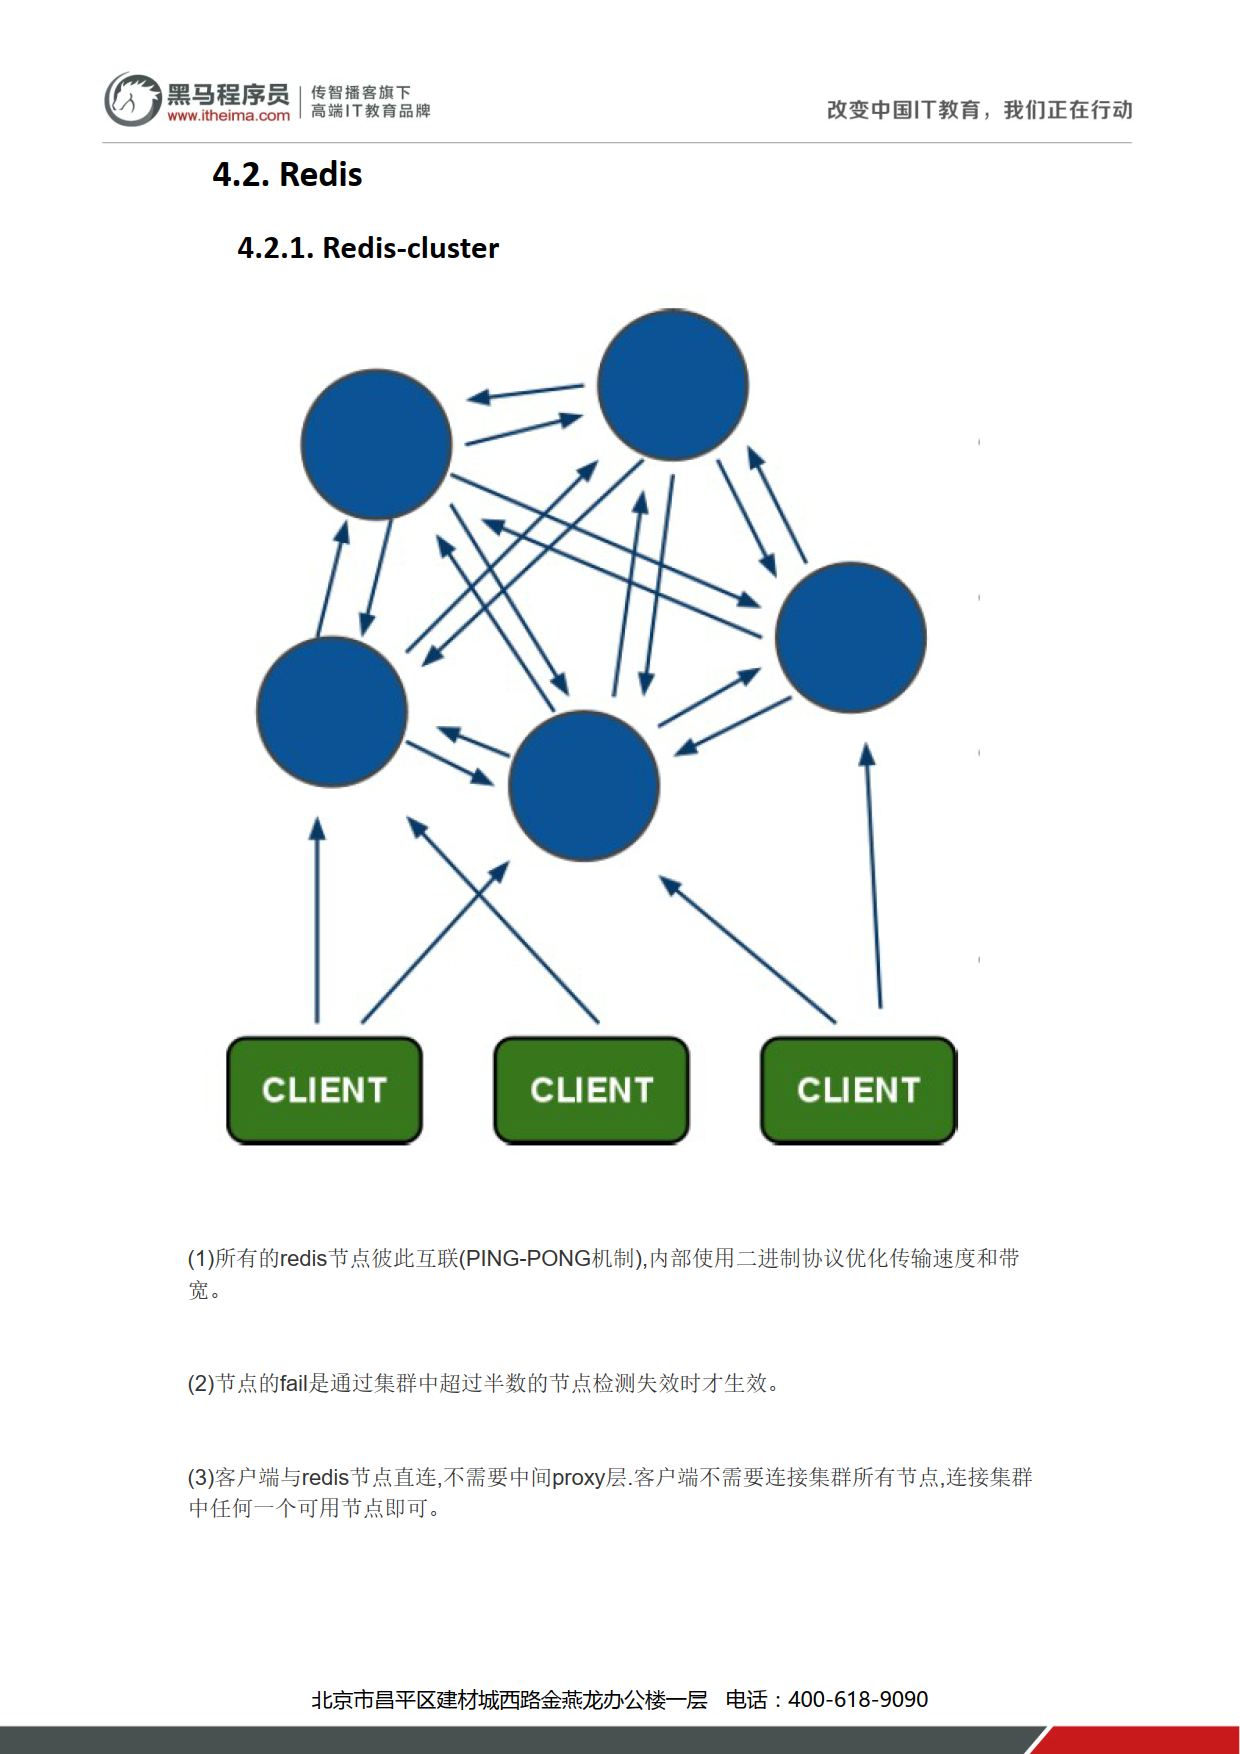 黑马程序员
www.itheima.com
传智播客旗下
高端IT教育品牌
改变中国IT教育，我们正在行动
4.2. Redis
4.2.1. Redis-cluster
CLIENT
CLIENT
CLIENT
(1)所有的redis节点彼此互联(PING-PONG机制),内部使用二进制协议优化传输速度和带
宽。
(2)节点的fail是通过集群中超过半数的节点检测失效时才生效。
(3)客户端与redis节点直连,不需要中间proxy层.客户端不需要连接集群所有节点,连接集群
中任何一个可用节点即可。
北京市昌平区建材城西路金燕龙办公楼一层 电话：400-618-9090